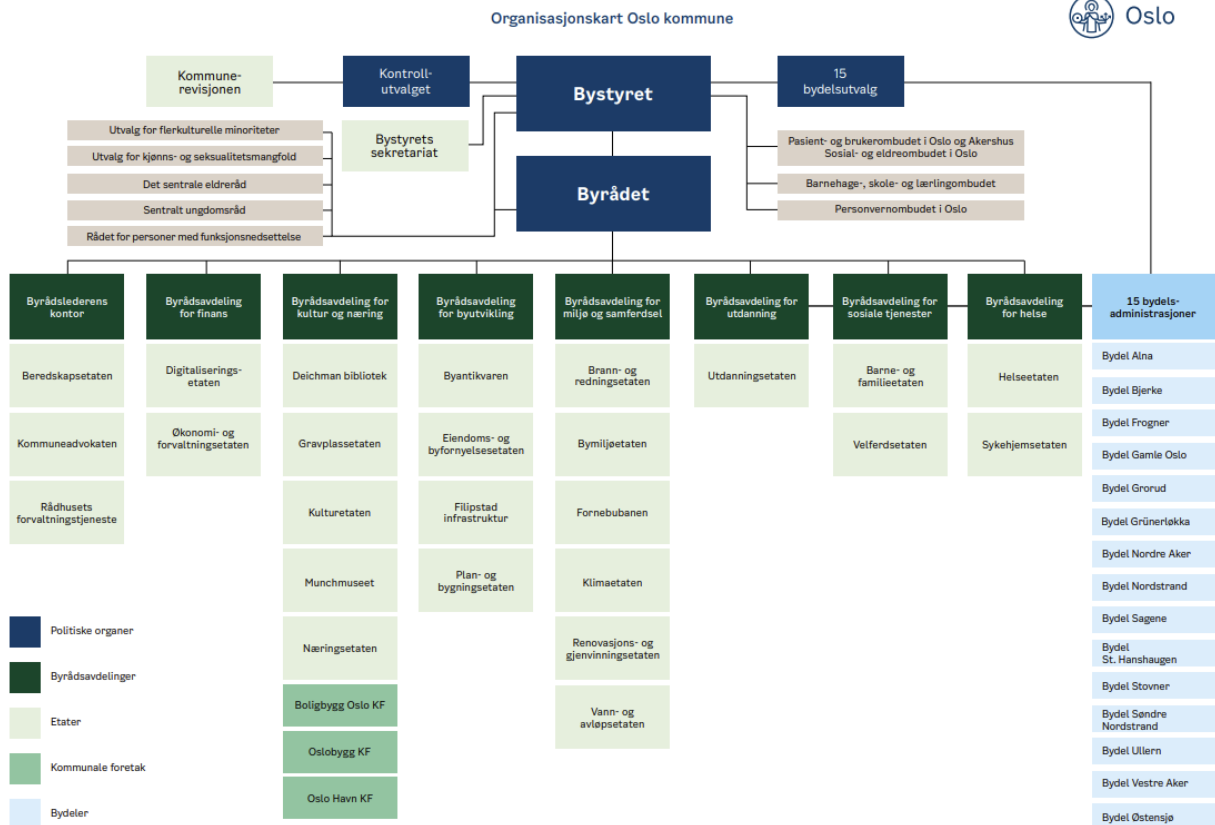 Organisasjonskart Oslo kommune
Oslo
Kommune-
revisjonen
Kontroll-
utvalget
Bystyret
15
bydelsutvalg
Utvalg for flerkulturelle minoriteter
Utvalg for kjønns- og seksualitetsmangfold
Det sentrale eldreråd
Sentralt ungdomsråd
Rådet for personer med funksjonsnedsettelse
Bystyrets
sekretariat
Byrådet
Pasient- og brukerombudet i Oslo og Akershus
Sosial- og eldreombudet i Oslo
Barnehage-, skole- og lærlingombudet
Personvernombudet i Oslo
Byrådslederens
kontor
Beredskapsetaten
Kommuneadvokaten
Rådhusets
forvaltningstjeneste
Byrådsavdeling
for finans
Digitaliserings-
etaten
Økonomi- og
forvaltningsetaten
Byrådsavdeling for
kultur og næring
Deichman bibliotek
Gravplassetaten
Kulturetaten
Munchmuseet
Næringsetaten
Boligbygg Oslo KF
Oslobygg KF
Oslo Havn KF
Byrådsavdeling
for byutvikling
Byantikvaren
Eiendoms- og
byfornyelsesetaten
Filipstad
infrastruktur
Plan- og
bygningsetaten
Byrådsavdeling for
miljø og samferdsel
Brann- og
redningsetaten
Bymiljøetaten
Fornebubanen
Klimaetaten
Renovasjons- og
gjenvinningsetaten
Vann- og
avløpsetaten
Byrådsavdeling for
utdanning
Utdanningsetaten
Byrådsavdeling for
sosiale tjenester
Barne- og
familieetaten
Velferdsetaten
Byrådsavdeling
for helse
Helseetaten
Sykehjemsetaten
15 bydels-
administrasjoner
Bydel Alna
Bydel Bjerke
Bydel Frogner
Bydel Gamle Oslo
Bydel Grorud
Bydel Grünerløkka
Bydel Nordre Aker
Bydel Nordstrand
Bydel Sagene
Bydel
St. Hanshaugen
Bydel Stovner
Bydel Søndre
Nordstrand
Bydel Ullern
Bydel Vestre Aker
Bydel Østensjø
Politiske organer
Byrådsavdelinger
Etater
Kommunale foretak
Bydeler